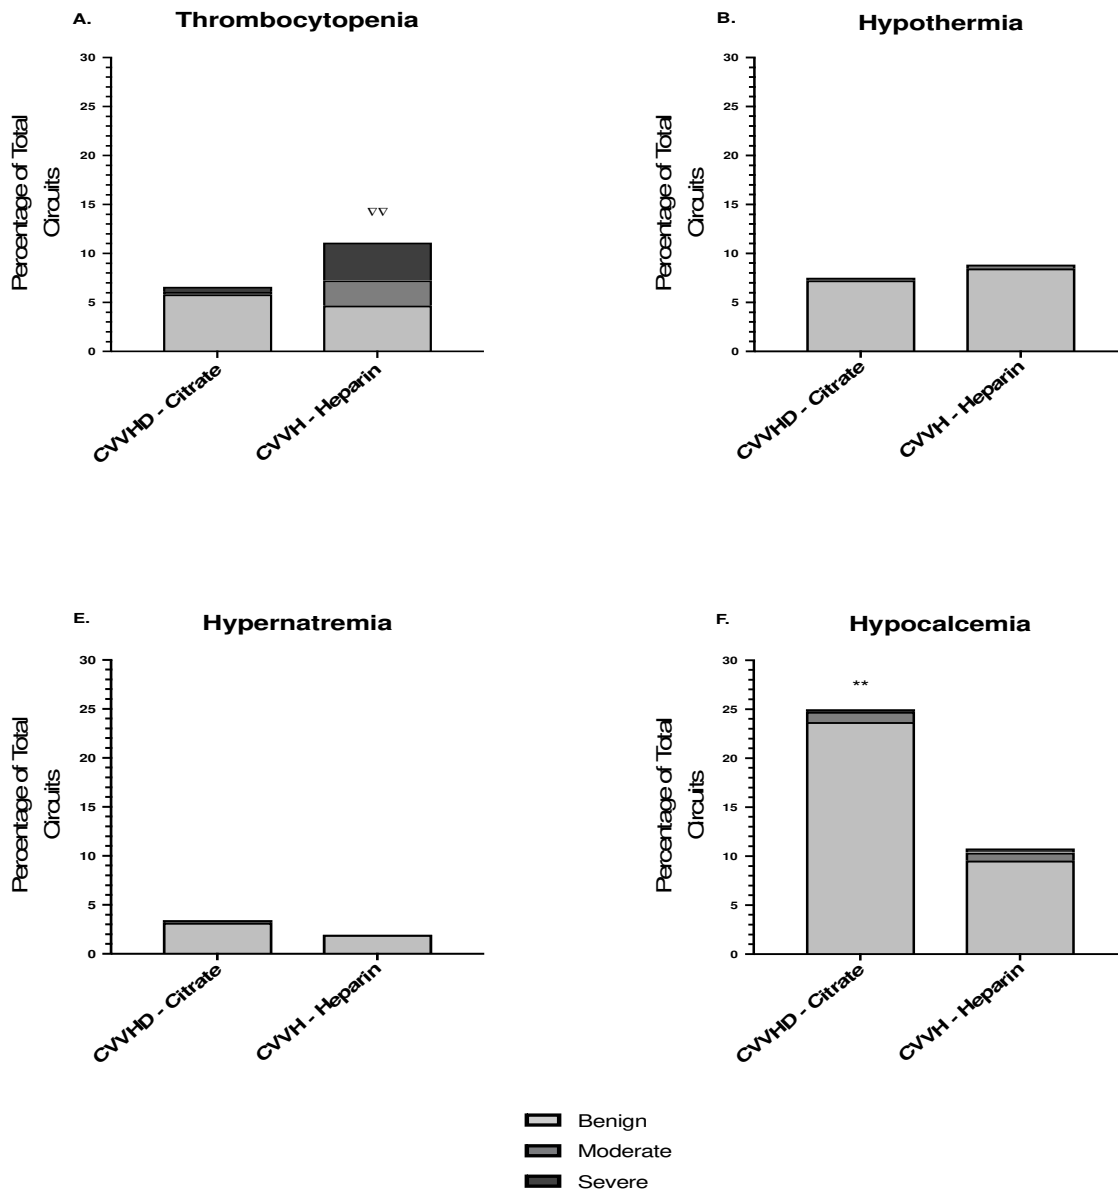 A.
Thrombocytopenia
Percentage of Total
Circuits
30
25
20
15
10
5
0
▽▽
CVVHD - Citrate
CVVH - Heparin
B.
Hypothermia
Percentage of Total
Circuits
30
25
20
15
10
5
0
CVVHD - Citrate
CVVH - Heparin
E.
Hypernatremia
Percentage of Total
Circuits
30
25
20
15
10
5
0
CVVHD - Citrate
CVVH - Heparin
F.
Hypocalcemia
Percentage of Total
Circuits
30
25
20
15
10
5
0
**
CVVHD - Citrate
CVVH - Heparin
Benign
Moderate
Severe